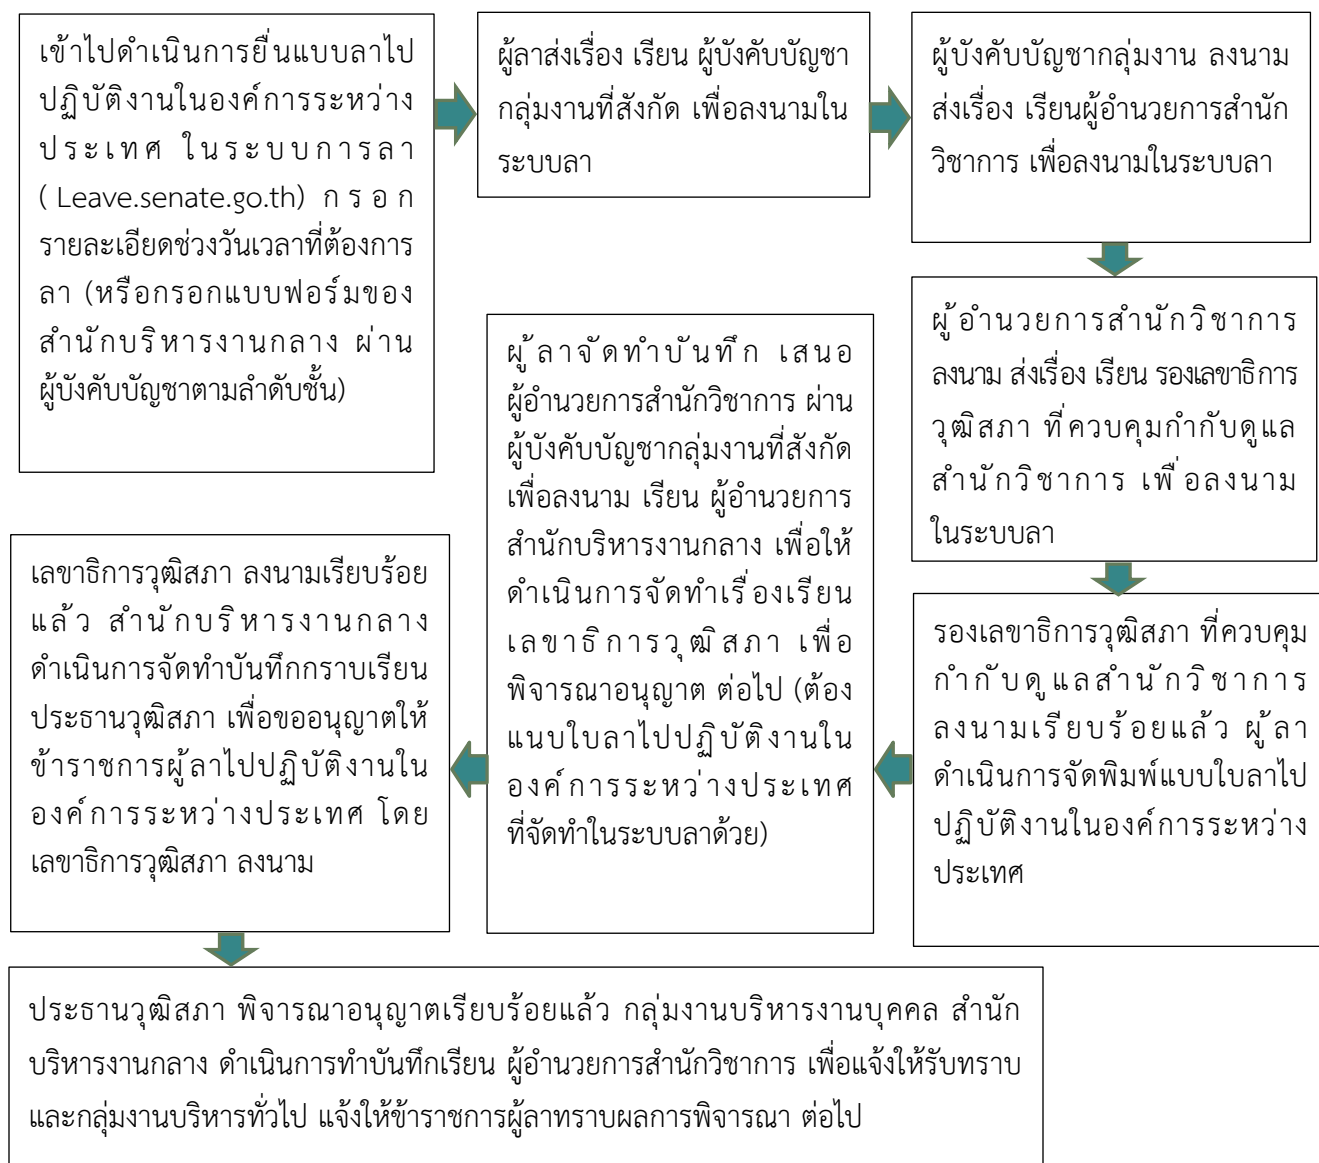 เข้าไปดำเนินการยื่นแบบลาไป
ปฏิบัติงานในองค์การระหว่าง
ประเทศ ในระบบการลา
(Leave.senate.go.th) กรอก
รายละเอียดช่วงวันเวลาที่ต้องการ
ลา (หรือกรอกแบบฟอร์มของ
สำนักบริหารงานกลาง ผ่าน
ผู้บังคับบัญชาตามลำดับชั้น)
ผู้ลาส่งเรื่อง เรียน ผู้บังคับบัญชา
กลุ่มงานที่สังกัด เพื่อลงนามใน
ระบบลา
ผู้บังคับบัญชากลุ่มงาน ลงนาม
ส่งเรื่อง เรียนผู้อำนวยการสำนัก
วิชาการ เพื่อลงนามในระบบลา
ผู้อำนวยการสำนักวิชาการ
ลงนาม ส่งเรื่อง เรียน รองเลขาธิการ
วุฒิสภา ที่ควบคุมกำกับดูแล
สำนักวิชาการ เพื่อลงนาม
ในระบบลา
รองเลขาธิการวุฒิสภา ที่ควบคุม
กำกับดูแลสำนักวิชาการ
ลงนามเรียบร้อยแล้ว ผู้ลา
ดำเนินการจัดพิมพ์แบบใบลาไป
ปฏิบัติงานในองค์การระหว่าง
ประเทศ
ผู้ลาจัดทำบันทึก เสนอ
ผู้อำนวยการสำนักวิชาการ ผ่าน
ผู้บังคับบัญชากลุ่มงานที่สังกัด
เพื่อลงนาม เรียน ผู้อำนวยการ
สำนักบริหารงานกลาง เพื่อให้
ดำเนินการจัดทำเรื่องเรียน
เลขาธิการวุฒิสภา เพื่อ
พิจารณาอนุญาต ต่อไป (ต้อง
แนบใบลาไปปฏิบัติงานใน
องค์การระหว่างประเทศ
ที่จัดทำในระบบลาด้วย)
เลขาธิการวุฒิสภา ลงนามเรียบร้อย
แล้ว สำนักบริหารงานกลาง
ดำเนินการจัดทำบันทึกกราบเรียน
ประธานวุฒิสภา เพื่อขออนุญาตให้
ข้าราชการผู้ลาไปปฏิบัติงานใน
องค์การระหว่างประเทศ โดย
เลขาธิการวุฒิสภา ลงนาม
ประธานวุฒิสภา พิจารณาอนุญาตเรียบร้อยแล้ว กลุ่มงานบริหารงานบุคคล สำนัก
บริหารงานกลาง ดำเนินการทำบันทึกเรียน ผู้อำนวยการสำนักวิชาการ เพื่อแจ้งให้รับทราบ
และกลุ่มงานบริหารทั่วไป แจ้งให้ข้าราชการผู้ลาทราบผลการพิจารณา ต่อไป